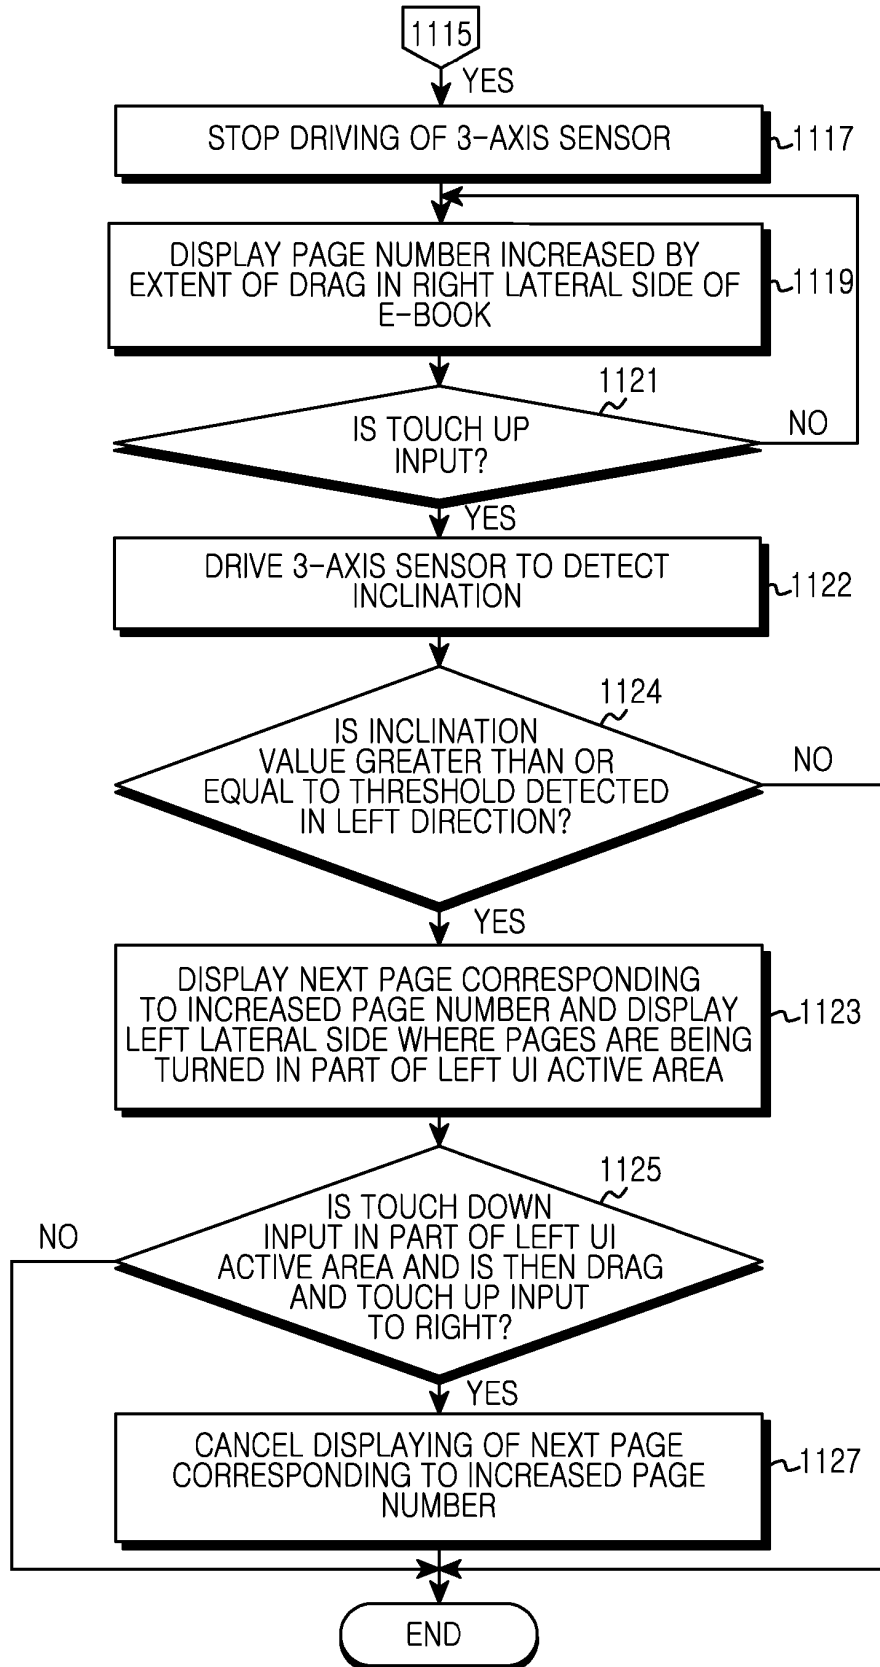 1115
YES
STOP DRIVING OF 3-AXIS SENSOR
1117
DISPLAY PAGE NUMBER INCREASED BY
EXTENT OF DRAG IN RIGHT LATERAL SIDE OF
E-BOOK
1119
1121
IS TOUCH UP
INPUT?
NO
YES
DRIVE 3-AXIS SENSOR TO DETECT
INCLINATION
1122
1124
IS INCLINATION
VALUE GREATER THAN OR
EQUAL TO THRESHOLD DETECTED
IN LEFT DIRECTION?
NO
YES
DISPLAY NEXT PAGE CORRESPONDING
TO INCREASED PAGE NUMBER AND DISPLAY
LEFT LATERAL SIDE WHERE PAGES ARE BEING
TURNED IN PART OF LEFT UI ACTIVE AREA
1123
1125
IS TOUCH DOWN
INPUT IN PART OF LEFT UI
ACTIVE AREA AND IS THEN DRAG
AND TOUCH UP INPUT
TO RIGHT?
NO
YES
CANCEL DISPLAYING OF NEXT PAGE
CORRESPONDING TO INCREASED PAGE
NUMBER
1127
END